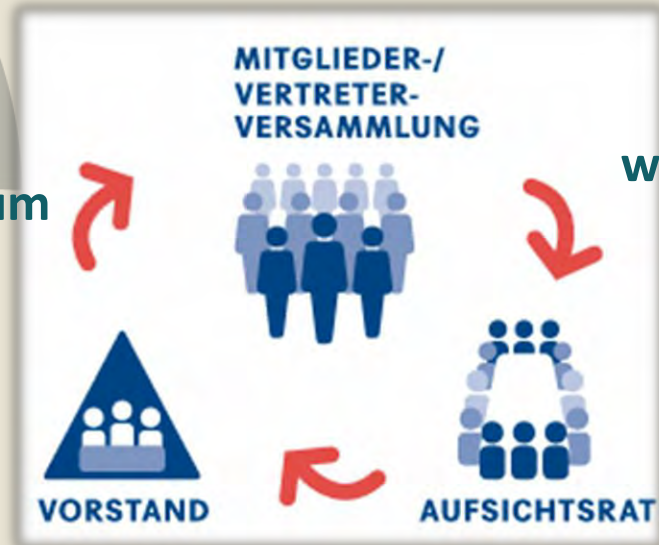 MITGLIEDER-/
VERTRETER-
VERSAMMLUNG
VORSTAND
AUFSICHTSRAT